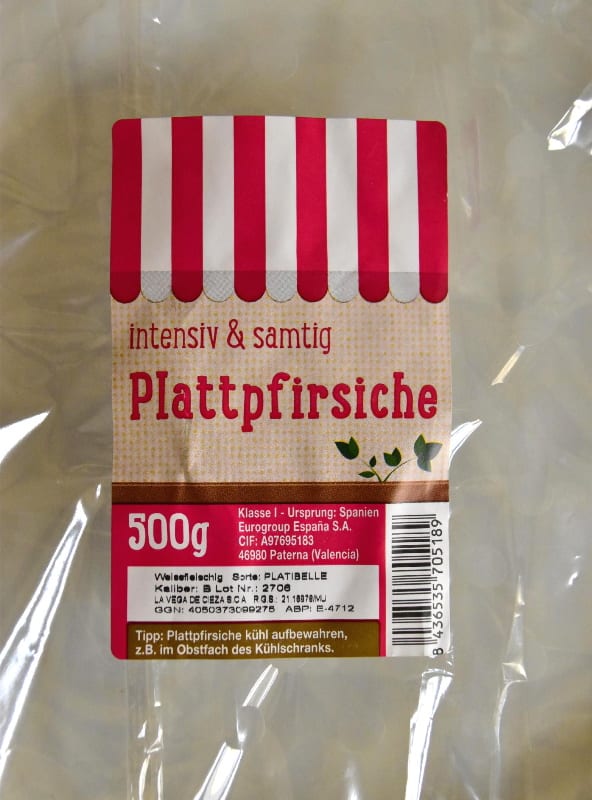 intensiv & samtig
Plattpfirsiche
500g
Klasse I - Ursprung: Spanien
Eurogroup España S.A.
CIF: A97695183
46980 Paterna (Valencia)
Weissfleischig Sorte: PLATIBELLE
Kaliber: B Lot Nr.: 2706
LA VEGA DE CIEZA S.C.A R.G.S.: 21.16976/MU
GGN: 4050373099275 ABP: E-4712
Tipp: Plattpfirsiche kühl aufbewahren,
z.B. im Obstfach des Kühlschranks.
8 436535 705189